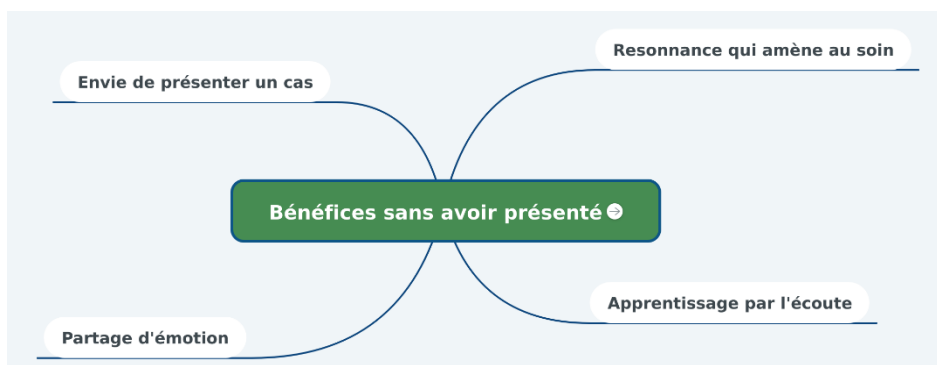 Resonnance qui amène au soin
Envie de présenter un cas
Bénéfices sans avoir présenté
Apprentissage par l'écoute
Partage d'émotion